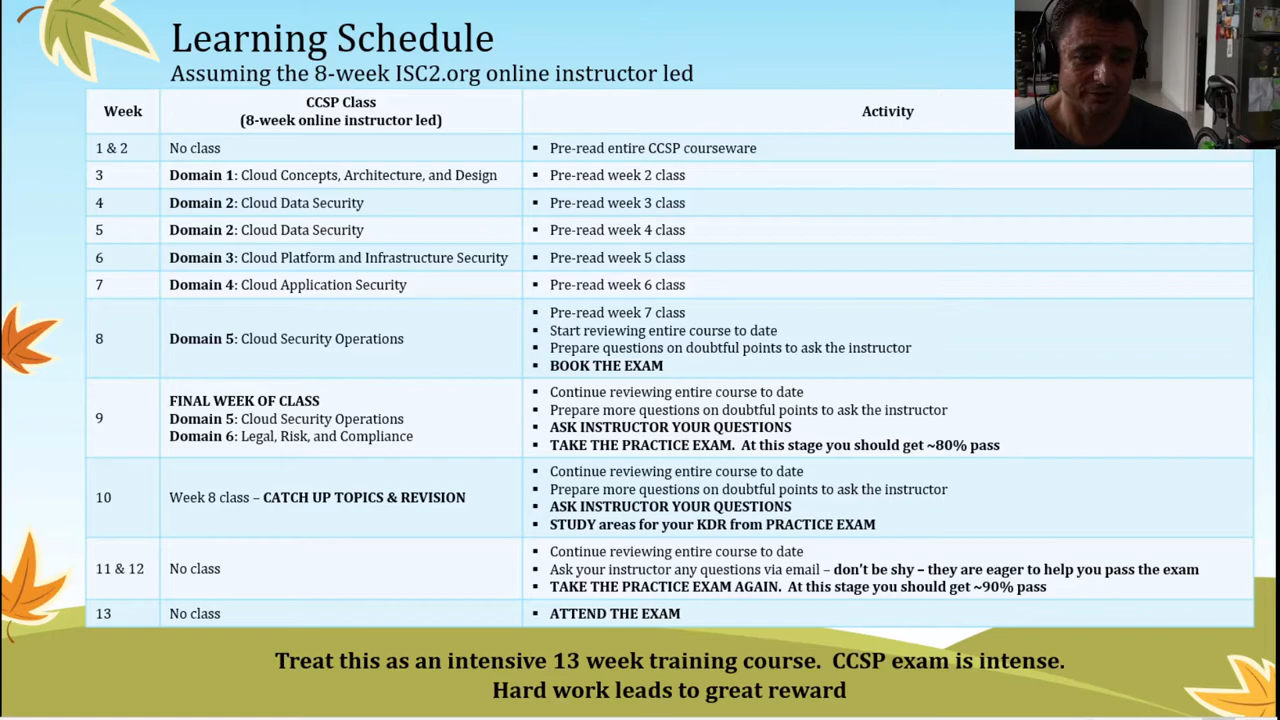 Learning Schedule
Assuming the 8-week ISC2.org online instructor led
Week
CCSP Class
(8-week online instructor led)
Activity
1 & 2
No class
▪ Pre-read entire CCSP courseware
3
Domain 1: Cloud Concepts, Architecture, and Design
▪ Pre-read week 2 class
4
Domain 2: Cloud Data Security
▪ Pre-read week 3 class
5
Domain 2: Cloud Data Security
▪ Pre-read week 4 class
6
Domain 3: Cloud Platform and Infrastructure Security
▪ Pre-read week 5 class
7
Domain 4: Cloud Application Security
▪ Pre-read week 6 class
8
Domain 5: Cloud Security Operations
▪ Pre-read week 7 class
▪ Start reviewing entire course to date
▪ Prepare questions on doubtful points to ask the instructor
▪ BOOK THE EXAM
9
FINAL WEEK OF CLASS
Domain 5: Cloud Security Operations
Domain 6: Legal, Risk, and Compliance
▪ Continue reviewing entire course to date
▪ Prepare more questions on doubtful points to ask the instructor
▪ ASK INSTRUCTOR YOUR QUESTIONS
▪ TAKE THE PRACTICE EXAM. At this stage you should get ~80% pass
10
Week 8 class – CATCH UP TOPICS & REVISION
▪ Continue reviewing entire course to date
▪ Prepare more questions on doubtful points to ask the instructor
▪ ASK INSTRUCTOR YOUR QUESTIONS
▪ STUDY areas for your KDR from PRACTICE EXAM
11 & 12
No class
▪ Continue reviewing entire course to date
▪ Ask your instructor any questions via email – don't be shy – they are eager to help you pass the exam
▪ TAKE THE PRACTICE EXAM AGAIN. At this stage you should get ~90% pass
13
No class
▪ ATTEND THE EXAM
Treat this as an intensive 13 week training course. CCSP exam is intense.
Hard work leads to great reward